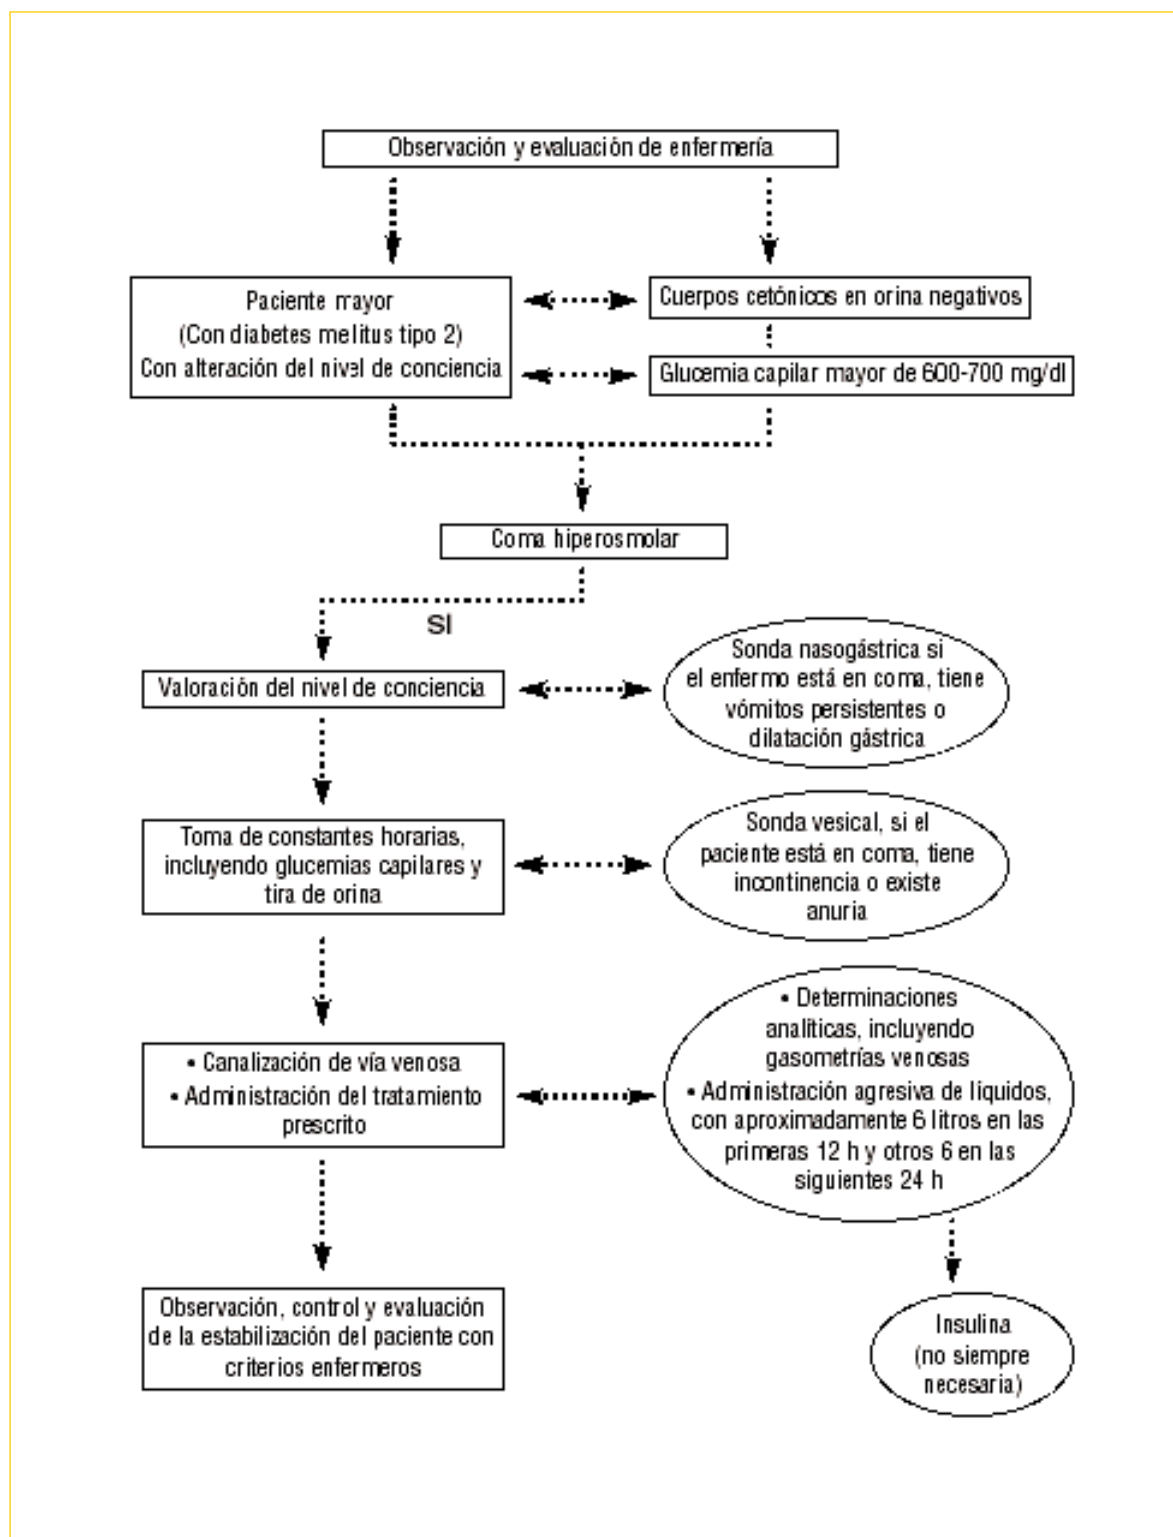 Observación y evaluación de enfermería
Paciente mayor
(Con diabetes melitus tipo 2)
Con alteración del nivel de conciencia
Cuerpos cetónicos en orina negativos
Glucemia capilar mayor de 600-700 mg/dl
Coma hiperosmolar
SI
Valoración del nivel de conciencia
Sonda nasogástrica si
el enfermo está en coma, tiene
vómitos persistentes o
dilatación gástrica
Toma de constantes horarias,
incluyendo glucemias capilares y
tira de orina
Sonda vesical, si el
paciente está en coma, tiene
incontinencia o existe
anuria
• Canalización de vía venosa
• Administración del tratamiento
prescrito
• Determinaciones
analíticas, incluyendo
gasometrías venosas
• Administración agresiva de líquidos,
con aproximadamente 6 litros en las
primeras 12 h y otros 6 en las
siguientes 24 h
Observación, control y evaluación
de la estabilización del paciente con
criterios enfermeros
Insulina
(no siempre
necesaria)